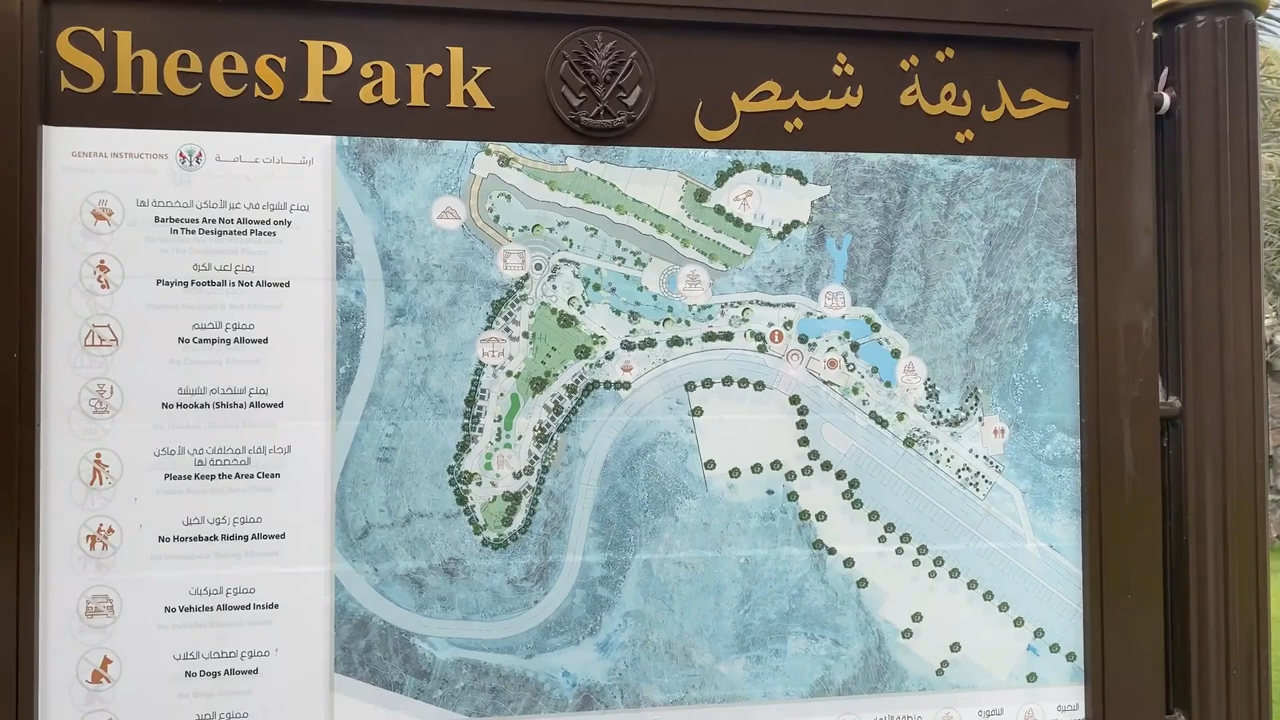 Shees Park
حديقة شيص
GENERAL INSTRUCTIONS
ارشادات عامة
يمنع الشواء في غير الأماكن المخصصة لها
Barbecues Are Not Allowed only
In The Designated Places
يمنع لعب الكرة
Playing Football is Not Allowed
ممنوع التخييم
No Camping Allowed
يمنع استخدام الشيشة
No Hookah (Shisha) Allowed
الرجاء إلقاء المخلفات في الأماكن
المخصصة لها
Please Keep the Area Clean
ممنوع ركوب الخيل
No Horseback Riding Allowed
ممنوع المركبات
No Vehicles Allowed Inside
ممنوع اصطحاب الكلاب
No Dogs Allowed
ممنوع الصيد
النافورة
البحيرة